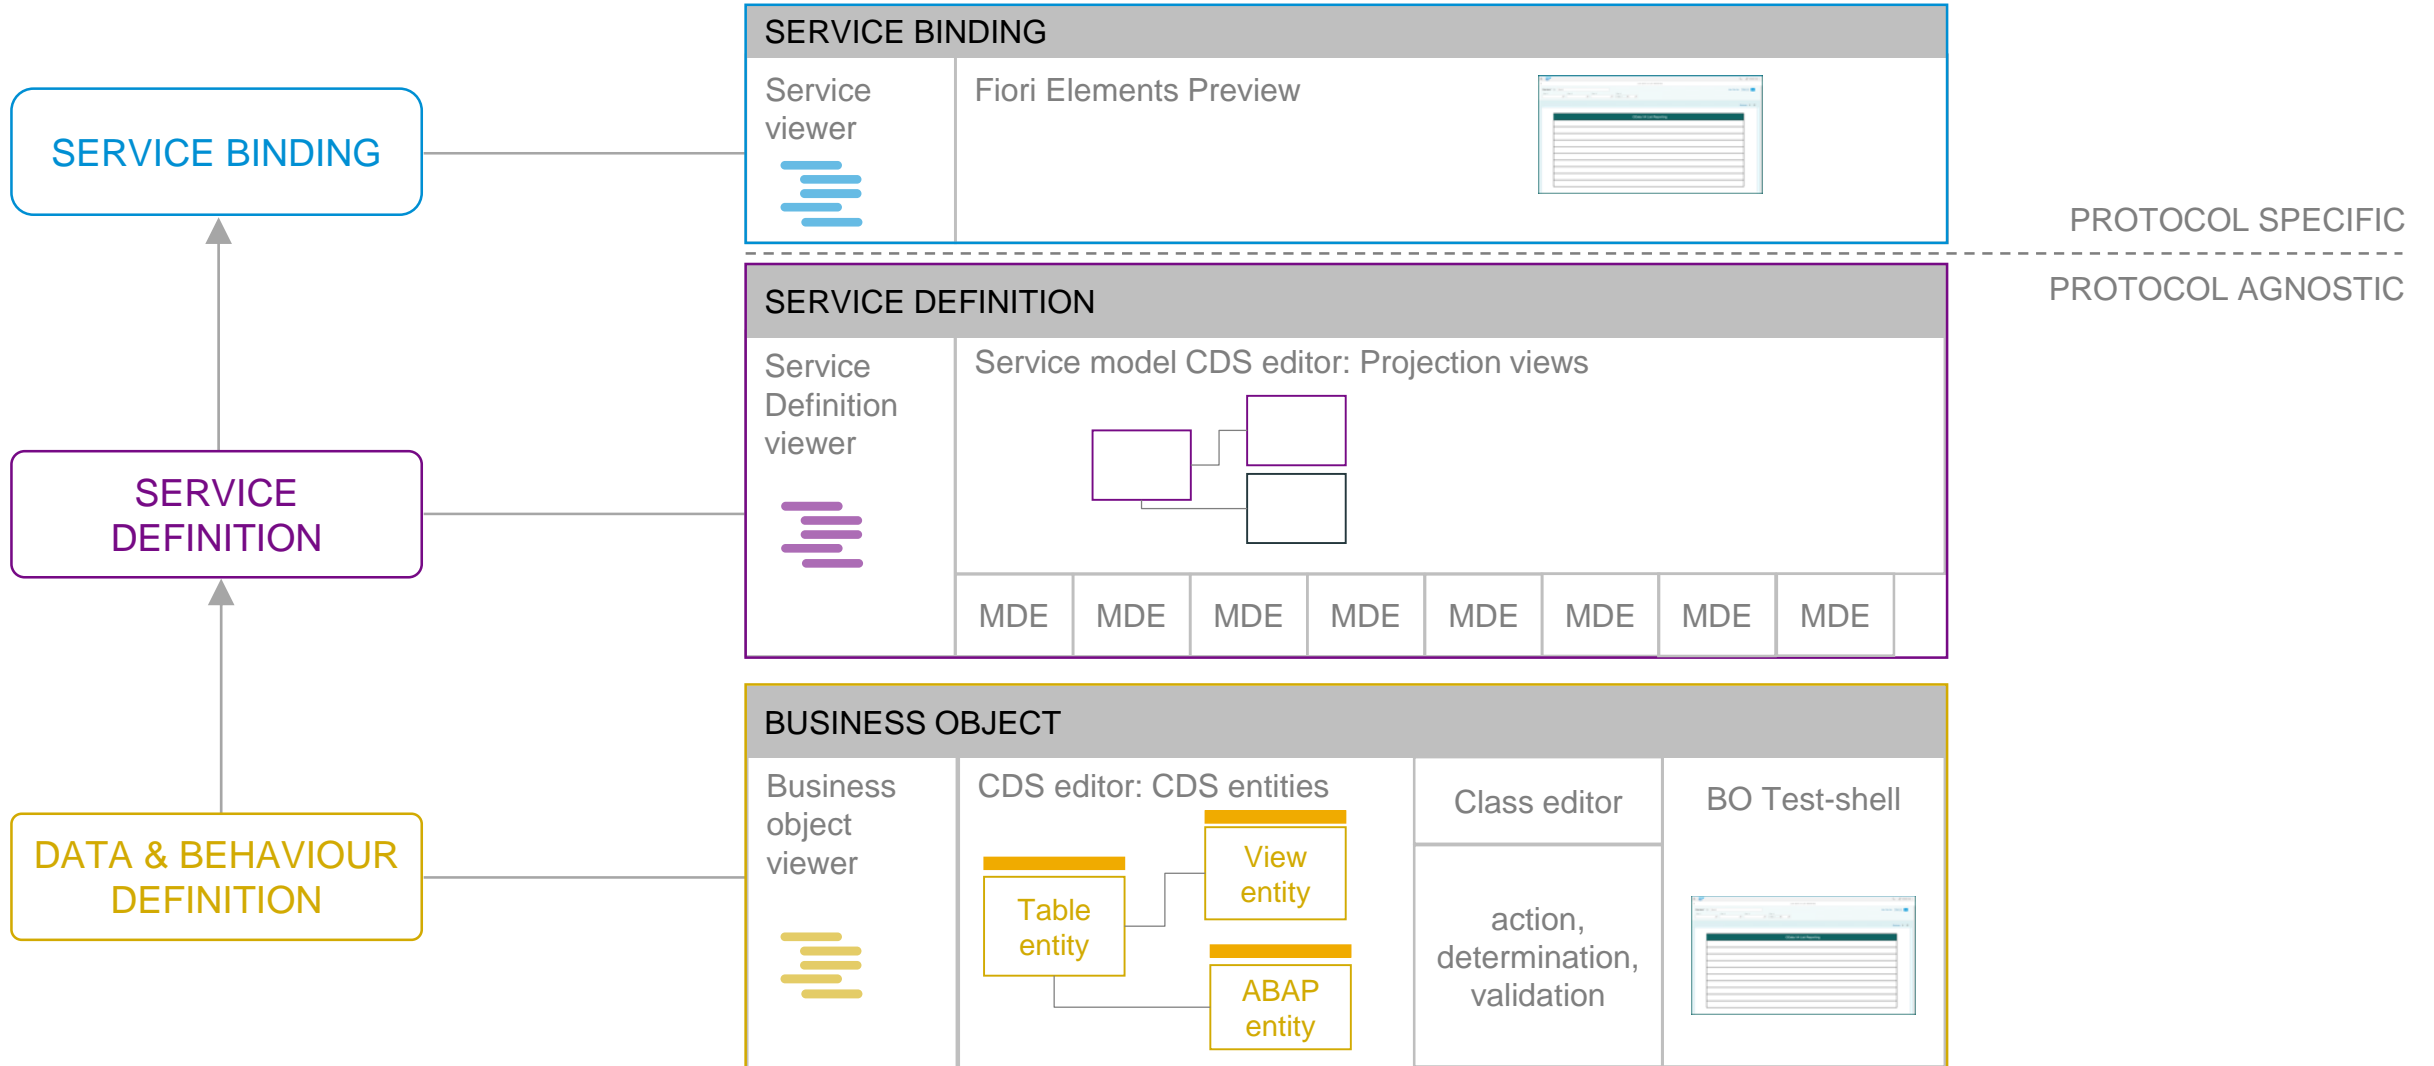 SERVICE BINDING
SERVICE
DEFINITION
DATA & BEHAVIOUR
DEFINITION
SERVICE BINDING
Service
viewer
Fiori Elements Preview
PROTOCOL SPECIFIC
PROTOCOL AGNOSTIC
SERVICE DEFINITION
Service
Definition
viewer
Service model CDS editor: Projection views
MDE MDE MDE MDE MDE MDE MDE MDE
BUSINESS OBJECT
Business
object
viewer
CDS editor: CDS entities
Table
entity
View
entity
ABAP
entity
Class editor
action,
determination,
validation
BO Test-shell